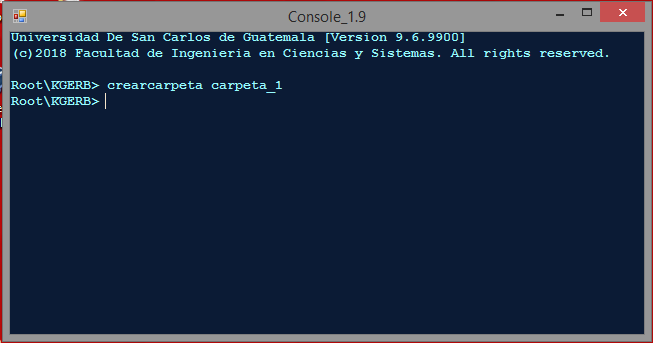 Console_1.9
Universidad De San Carlos de Guatemala [Version 9.6.9900]
(c)2018 Facultad de Ingenieria en Ciencias y Sistemas. All rights reserved.
Root\KGERB> crearcarpeta carpeta_1
Root\KGERB>